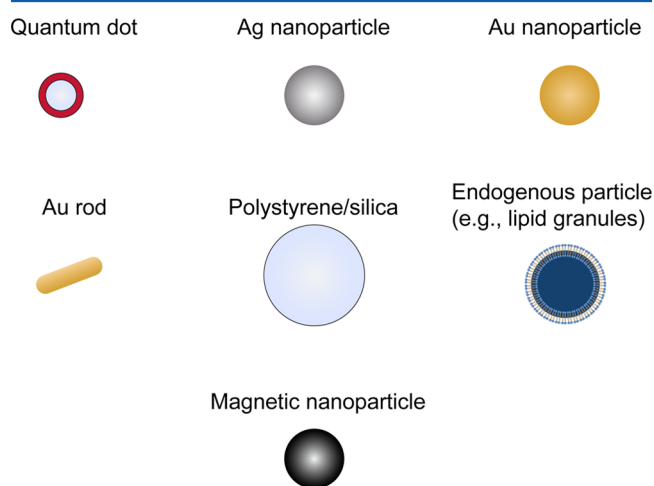 Quantum dot
Ag nanoparticle
Au nanoparticle
Au rod
Polystyrene/silica
Endogenous particle
(e.g., lipid granules)
Magnetic nanoparticle